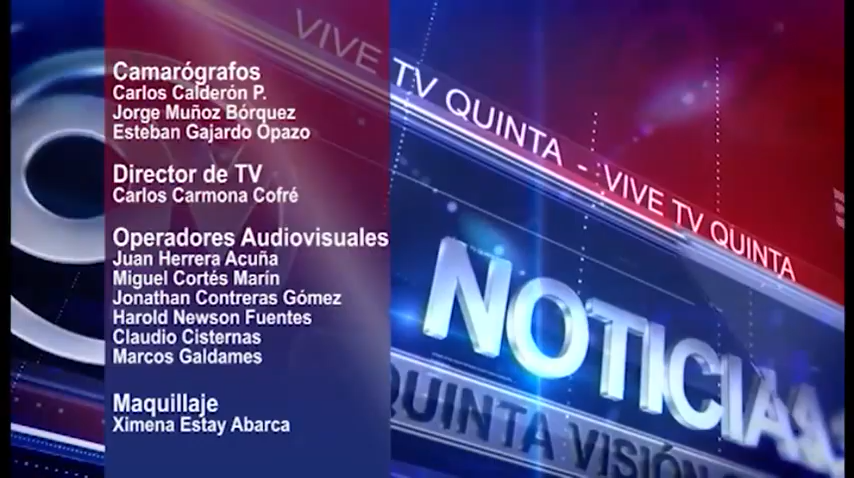 Camarógrafos
Carlos Calderón P.
Jorge Muñoz Bórquez
Esteban Gajardo Opazo
Director de TV
Carlos Carmona Cofré
Operadores Audiovisuales
Juan Herrera Acuña
Miguel Cortés Marín
Jonathan Contreras Gómez
Harold Newson Fuentes
Claudio Cisternas
Marcos Galdames
Maquillaje
Ximena Estay Abarca
VIVE TV QUINTA - VIVE TV QUINTA
NOTICIAS
QUINTA VISIÓN